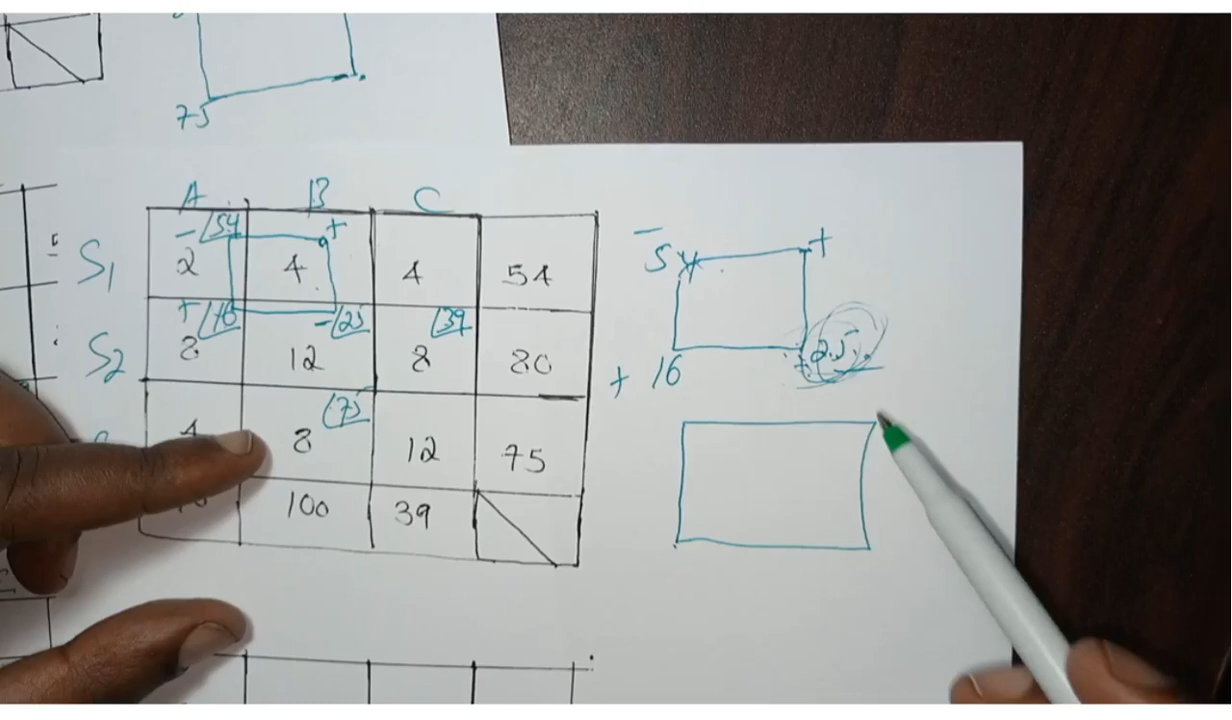 75
A B C
- 54 +
S1 2 4 4 54
+ 16 - 25 39
S2 8 12 8 80
75
4 8 12 75
100 39
- 54 +
+ 16 25